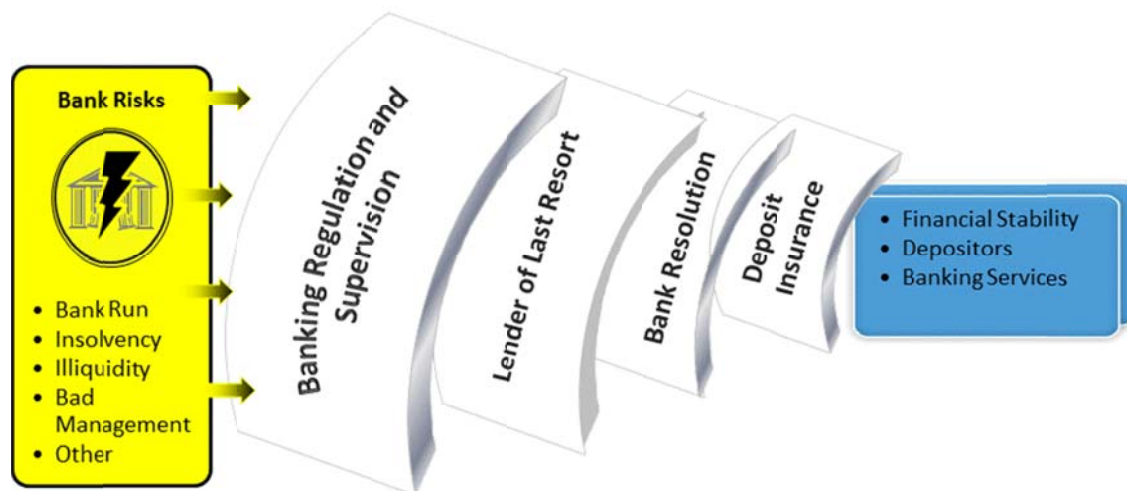 Bank Risks
• Bank Run
• Insolvency
• Illiquidity
• Bad
Management
• Other
Banking Regulation and
Supervision
Lender of Last Resort
Bank Resolution
Deposit
Insurance
• Financial Stability
• Depositors
• Banking Services